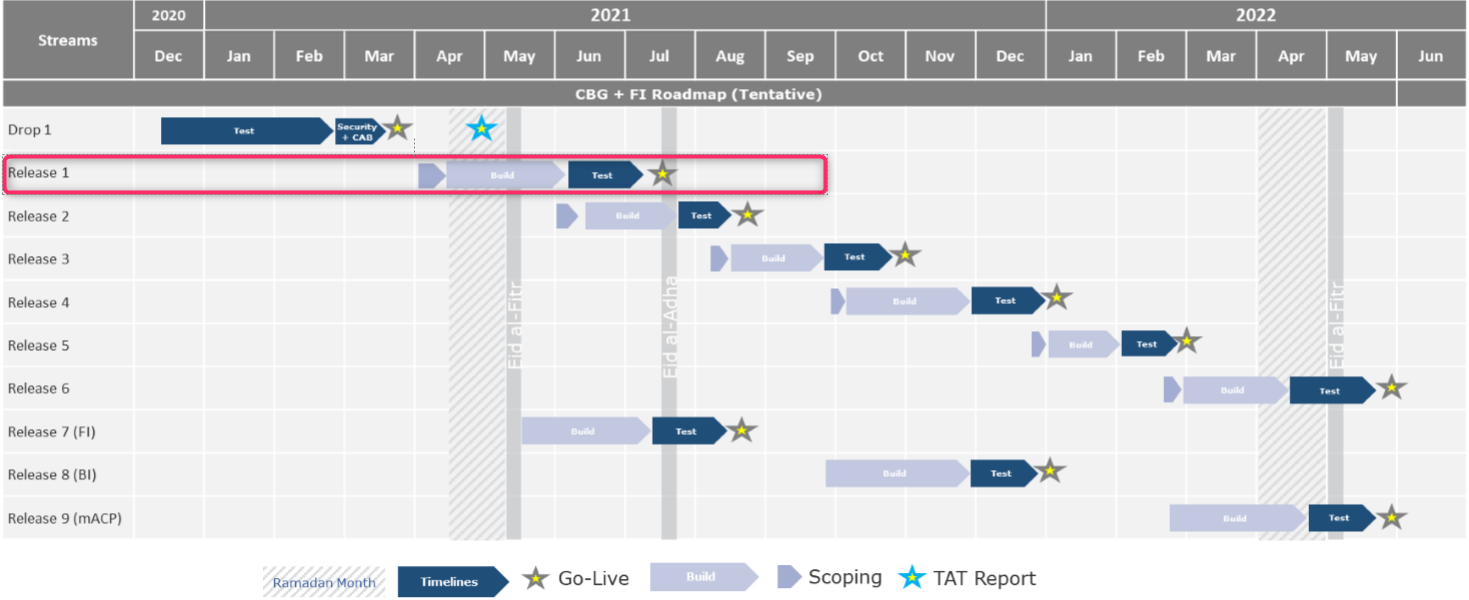 Streams
2020
2021
2022
Dec Jan Feb Mar Apr May Jun Jul Aug Sep Oct Nov Dec Jan Feb Mar Apr May Jun
CBG + FI Roadmap (Tentative)
Drop 1
Test
Security
+ CAB
Release 1
Build
Test
Release 2
Build
Test
Release 3
Build
Test
Release 4
Build
Test
Release 5
Build
Test
Release 6
Build
Test
Release 7 (FI)
Build
Test
Release 8 (BI)
Build
Test
Release 9 (mACP)
Build
Test
Eid al-Fitr
Eid al-Adha
Eid al-Fitr
Ramadan Month
Timelines
Go-Live
Build
Scoping
TAT Report